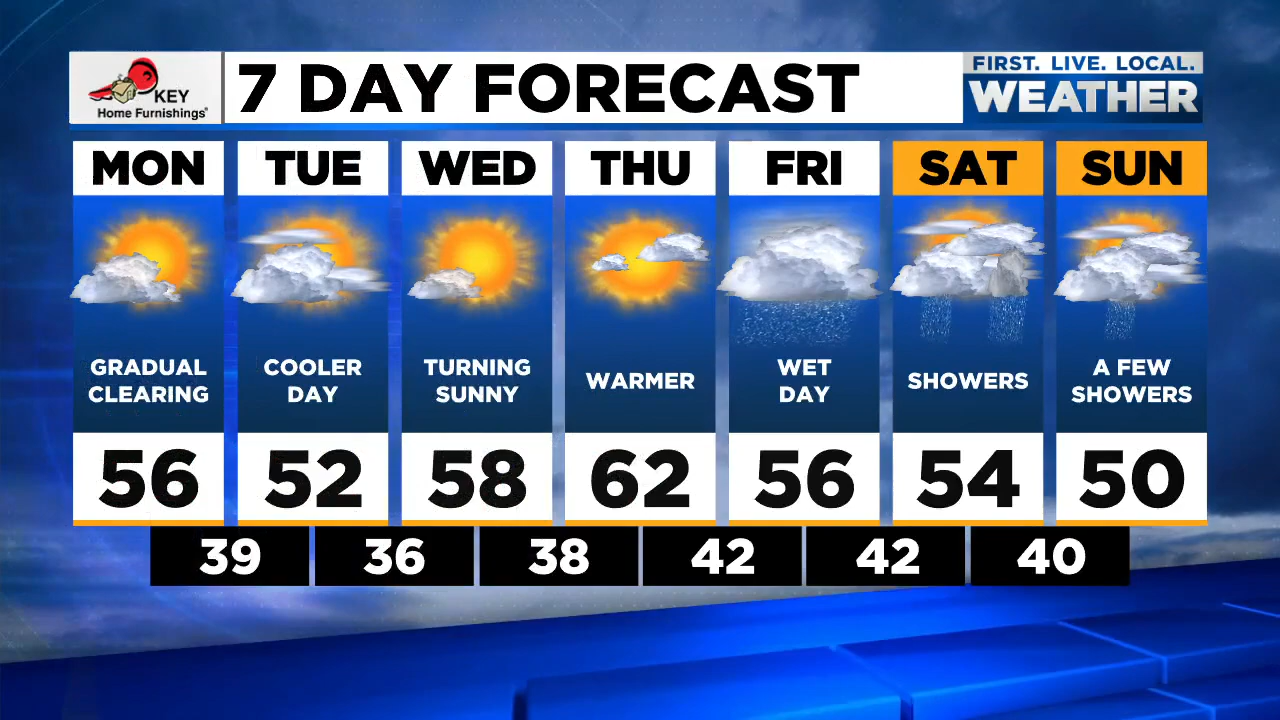 KEY
Home Furnishings®
7 DAY FORECAST
FIRST. LIVE. LOCAL.
WEATHER
MON TUE WED THU FRI SAT SUN
GRADUAL
CLEARING
COOLER
DAY
TURNING
SUNNY
WARMER
WET
DAY
SHOWERS
A FEW
SHOWERS
56 52 58 62 56 54 50
39 36 38 42 42 40